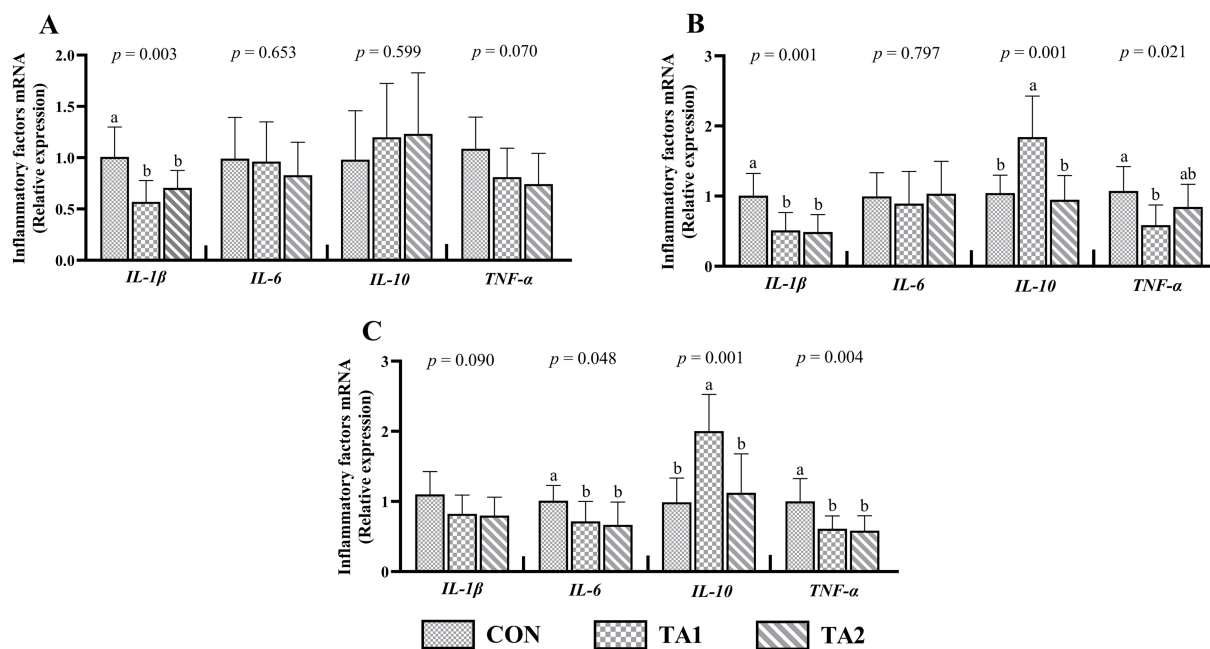 A
Inflammatory factors mRNA
(Relative expression)
p = 0.003 p = 0.653 p = 0.599 p = 0.070
2.0
1.5
1.0
0.5
0.0
a b b
IL-1β IL-6 IL-10 TNF-α
B
Inflammatory factors mRNA
(Relative expression)
p = 0.001 p = 0.797 p = 0.001 p = 0.021
3
2
1
0
a b b b a b a b ab
IL-1β IL-6 IL-10 TNF-α
C
Inflammatory factors mRNA
(Relative expression)
p = 0.090 p = 0.048 p = 0.001 p = 0.004
3
2
1
0
a b b b a b a b b
IL-1β IL-6 IL-10 TNF-α
CON TA1 TA2